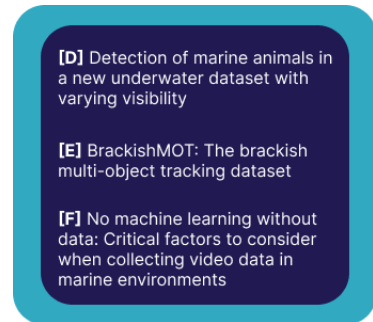 [D] Detection of marine animals in
a new underwater dataset with
varying visibility
[E] BrackishMOT: The brackish
multi-object tracking dataset
[F] No machine learning without
data: Critical factors to consider
when collecting video data in
marine environments